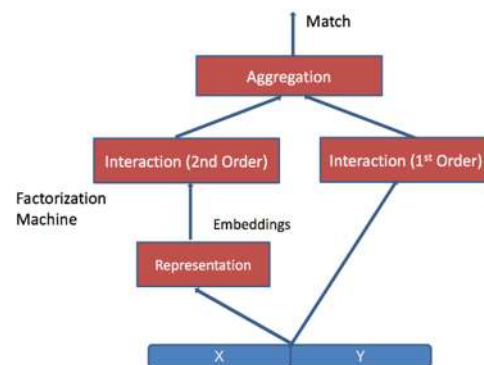 Match
Aggregation
Interaction (2nd Order)
Interaction (1st Order)
Factorization
Machine
Embeddings
Representation
X
Y